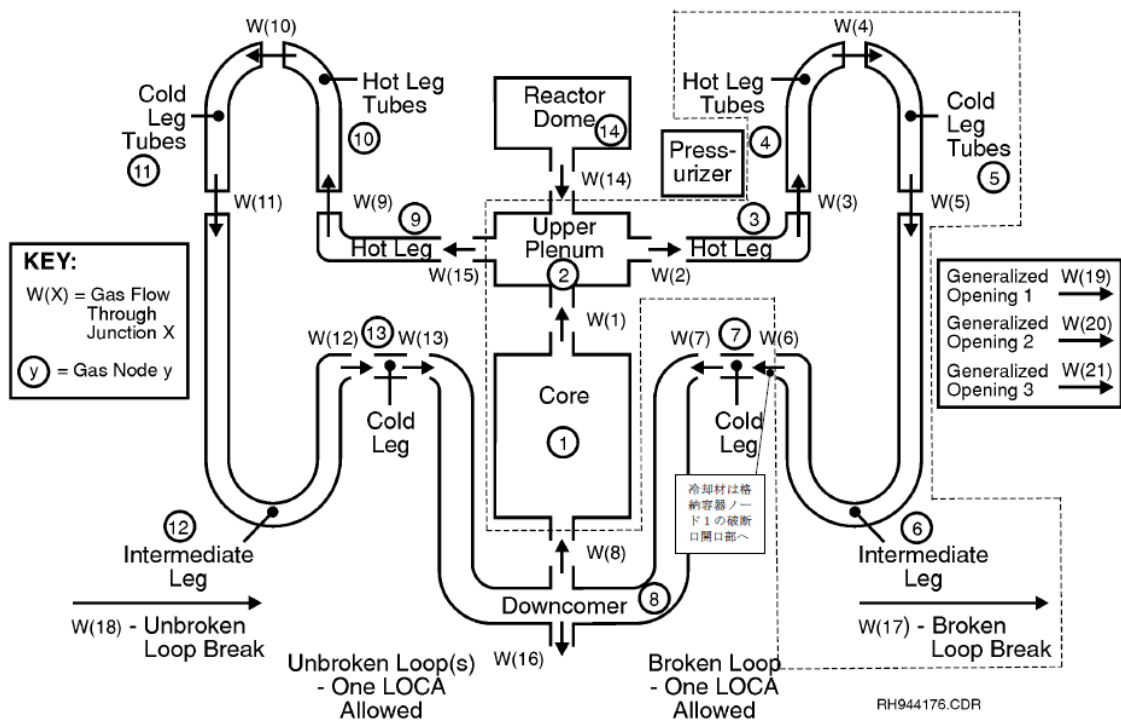 W(10)
W(4)
Cold
Leg
Tubes
11
Hot Leg
Tubes
10
Reactor
Dome
14
Hot Leg
Tubes
4
Cold
Leg
Tubes
5
Press-
urizer
W(14)
W(11)
W(9)
9
Hot Leg
W(15)
Upper
Plenum
2
W(2)
3
Hot Leg
W(3)
W(5)
KEY:
W(X) = Gas Flow
Through
Junction X
y = Gas Node y
Generalized
Opening 1
W(19)
Generalized
Opening 2
W(20)
Generalized
Opening 3
W(21)
W(1)
W(12)
13
W(13)
Cold
Leg
Core
1
W(7)
7
W(6)
Cold
Leg
冷却材は格
納容器ノー
ド1の破断
口開口部へ
12
Intermediate
Leg
W(8)
6
Intermediate
Leg
W(18) - Unbroken
Loop Break
Downcomer 8
W(16)
W(17) - Broken
Loop Break
Unbroken Loop(s)
- One LOCA
Allowed
Broken Loop
- One LOCA
Allowed
RH944176.CDR